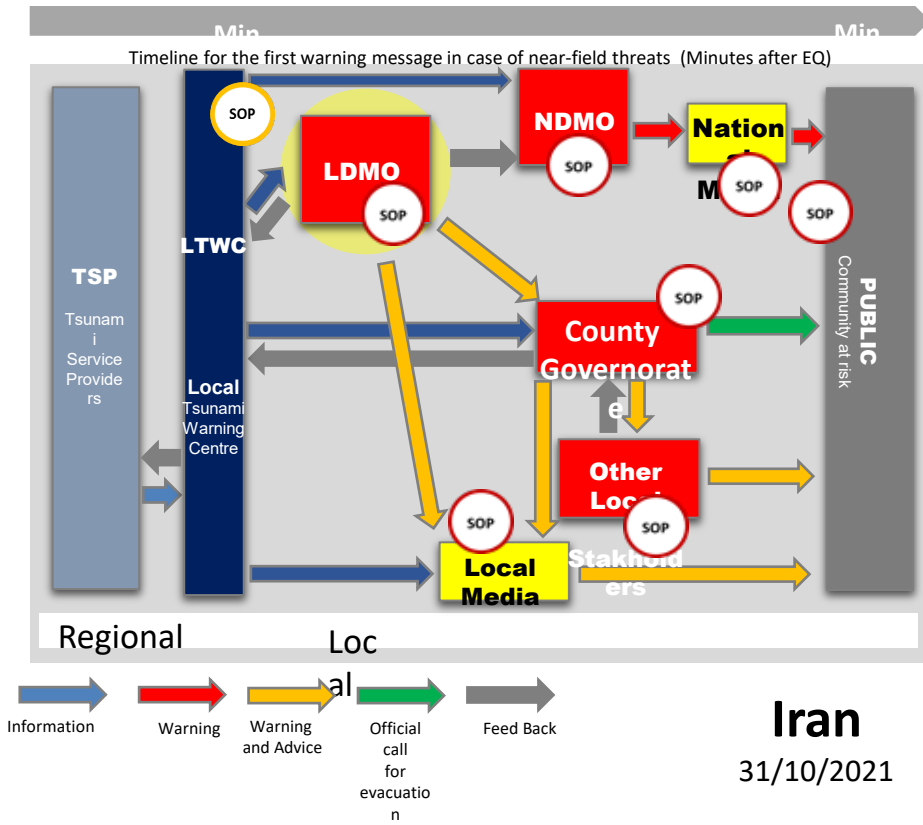 Min
Min
Timeline for the first warning message in case of near-field threats (Minutes after EQ)
SOP
NDMO
Nation
LDMO
SOP
SOP
SOP
SOP
LTWC
TSP
Tsunam
i
Service
Provide
rs
SOP
County
Governorat
e
PUBLIC
Community at risk
Local
Tsunami
Warning
Centre
Other
Local
SOP
SOP
Stakhold
ers
Local
Media
Regional
Loc
al
Information
Warning
Warning
and Advice
Official
call
for
evacuatio
n
Feed Back
Iran
31/10/2021